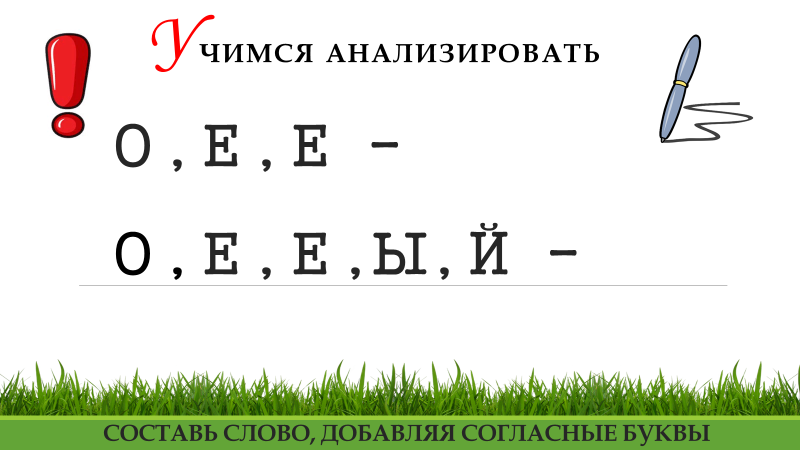 УЧИМСЯ АНАЛИЗИРОВАТЬ
О,Е,Е -
О,Е,Е,Ы,Й -
СОСТАВЬ СЛОВО, ДОБАВЛЯЯ СОГЛАСНЫЕ БУКВЫ